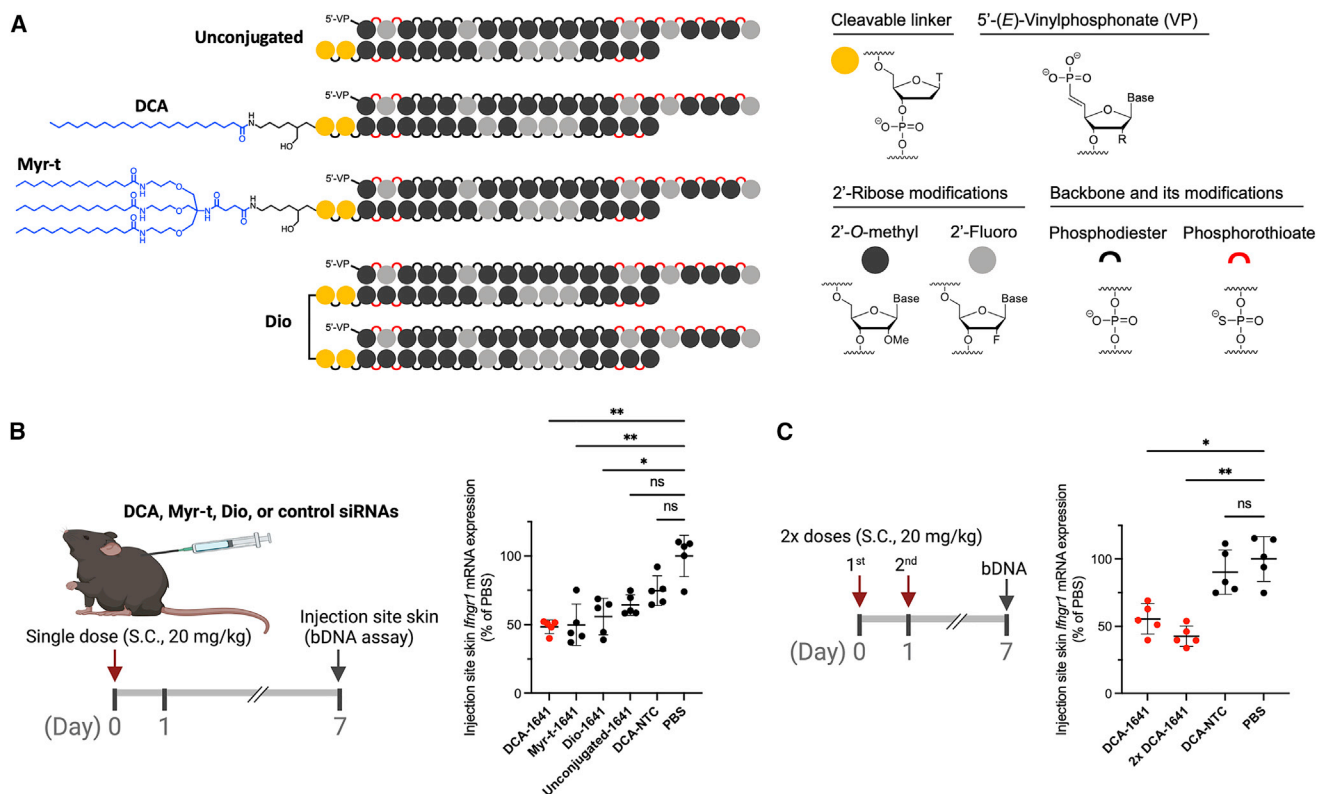 A
Unconjugated
5'-VP
DCA
5'-VP
O
N
H
HO
Myr-t
5'-VP
O
N
H
O
O
N
H
O
N
H
O
O
N
H
HO
O
N
H
O
Dio
5'-VP
5'-VP
Cleavable linker
O
O
T
O
⊖O-P=O
O
5'-(E)-Vinylphosphonate (VP)
O⊖
⊖O-P=O
O
Base
O
R
2'-Ribose modifications
2'-O-methyl
2'-Fluoro
O
O
Base
O
OMe
O
O
Base
O
F
Backbone and its modifications
Phosphodiester
Phosphorothioate
O
⊖O-P=O
O
O
⊖S-P=O
O
B
DCA, Myr-t, Dio, or control siRNAs
Single dose (S.C., 20 mg/kg)
Injection site skin
(bDNA assay)
(Day) 0
1
7
Injection site skin Ifngr1 mRNA expression
(% of PBS)
100
50
0
**
**
*
ns
ns
DCA-1641
Myr-t-1641
Dio-1641
Unconjugated-1641
DCA-NTC
PBS
C
2x doses (S.C., 20 mg/kg)
1st
2nd
bDNA
(Day) 0
1
7
Injection site skin Ifngr1 mRNA expression
(% of PBS)
100
50
0
*
**
ns
DCA-1641
2x DCA-1641
DCA-NTC
PBS